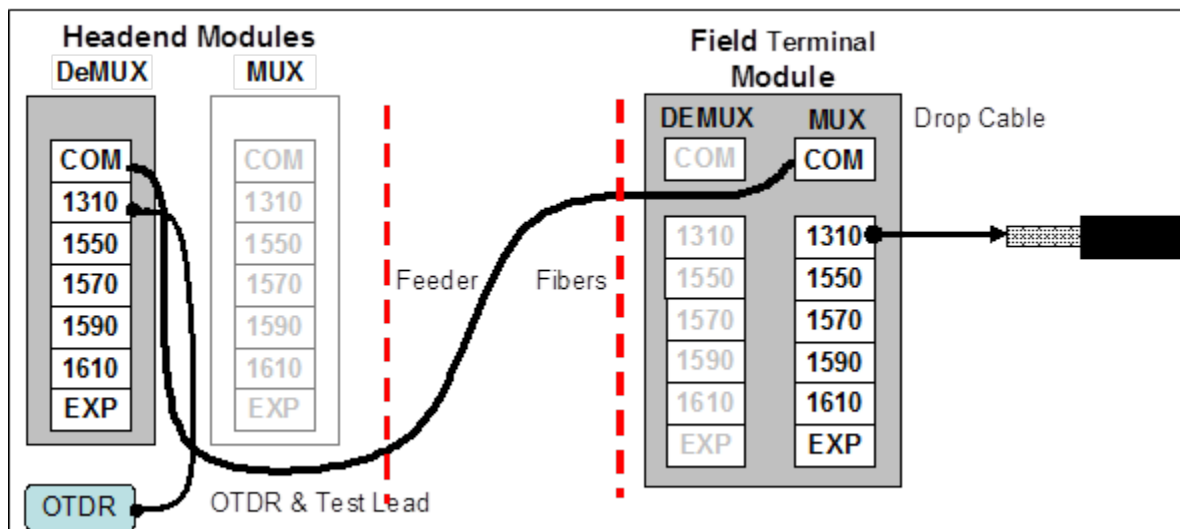 Headend Modules
DeMUX
MUX
COM
1310
1550
1570
1590
1610
EXP
COM
1310
1550
1570
1590
1610
EXP
OTDR
OTDR & Test Lead
Feeder
Fibers
Field Terminal
Module
DEMUX
MUX
COM
1310
1550
1570
1590
1610
EXP
COM
1310
1550
1570
1590
1610
EXP
Drop Cable